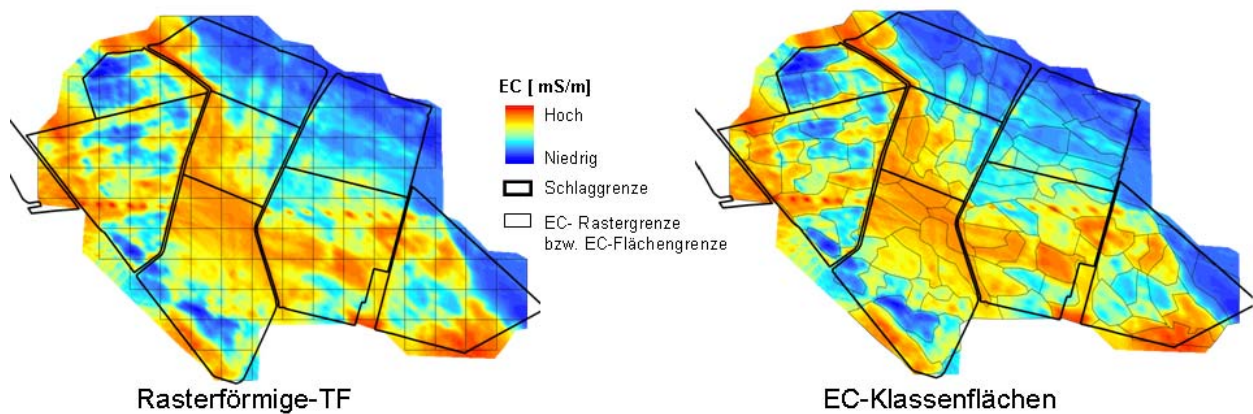 EC [ mS/m]
Hoch
Niedrig
Schlaggrenze
EC- Rastergrenze
bzw. EC-Flächengrenze
Rasterförmige-TF
EC-Klassenflächen